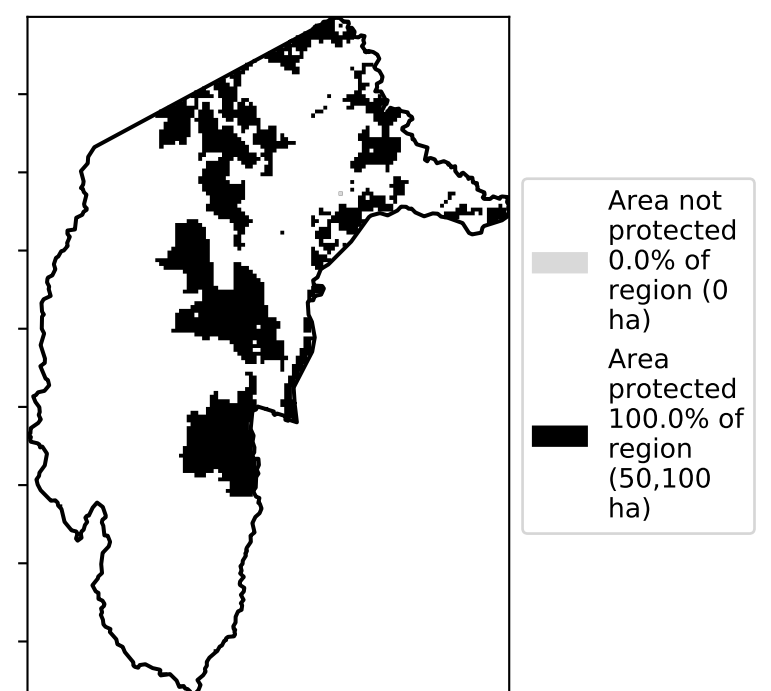 Area not
protected
0.0% of
region (0
ha)
Area
protected
100.0% of
region
(50,100
ha)